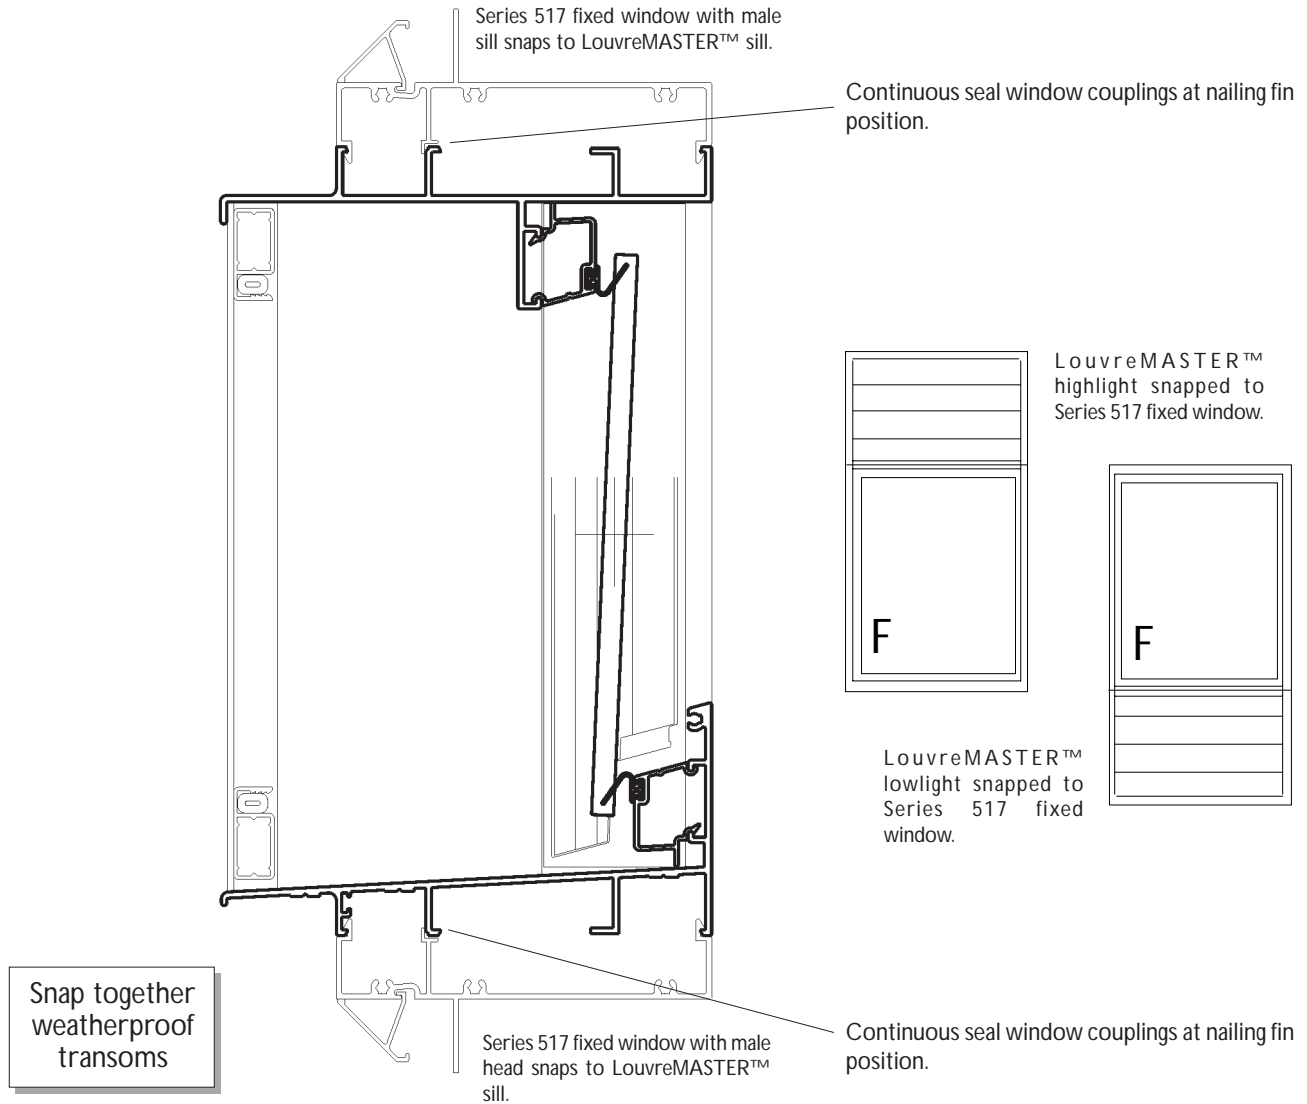 Series 517 fixed window with male
sill snaps to LouvreMASTER™ sill.
Continuous seal window couplings at nailing fin
position.
LouvreMASTER™
highlight snapped to
Series 517 fixed window.
F
F
LouvreMASTER™
lowlight snapped to
Series 517 fixed
window.
Snap together
weatherproof
transoms
Series 517 fixed window with male
head snaps to LouvreMASTER™
sill.
Continuous seal window couplings at nailing fin
position.